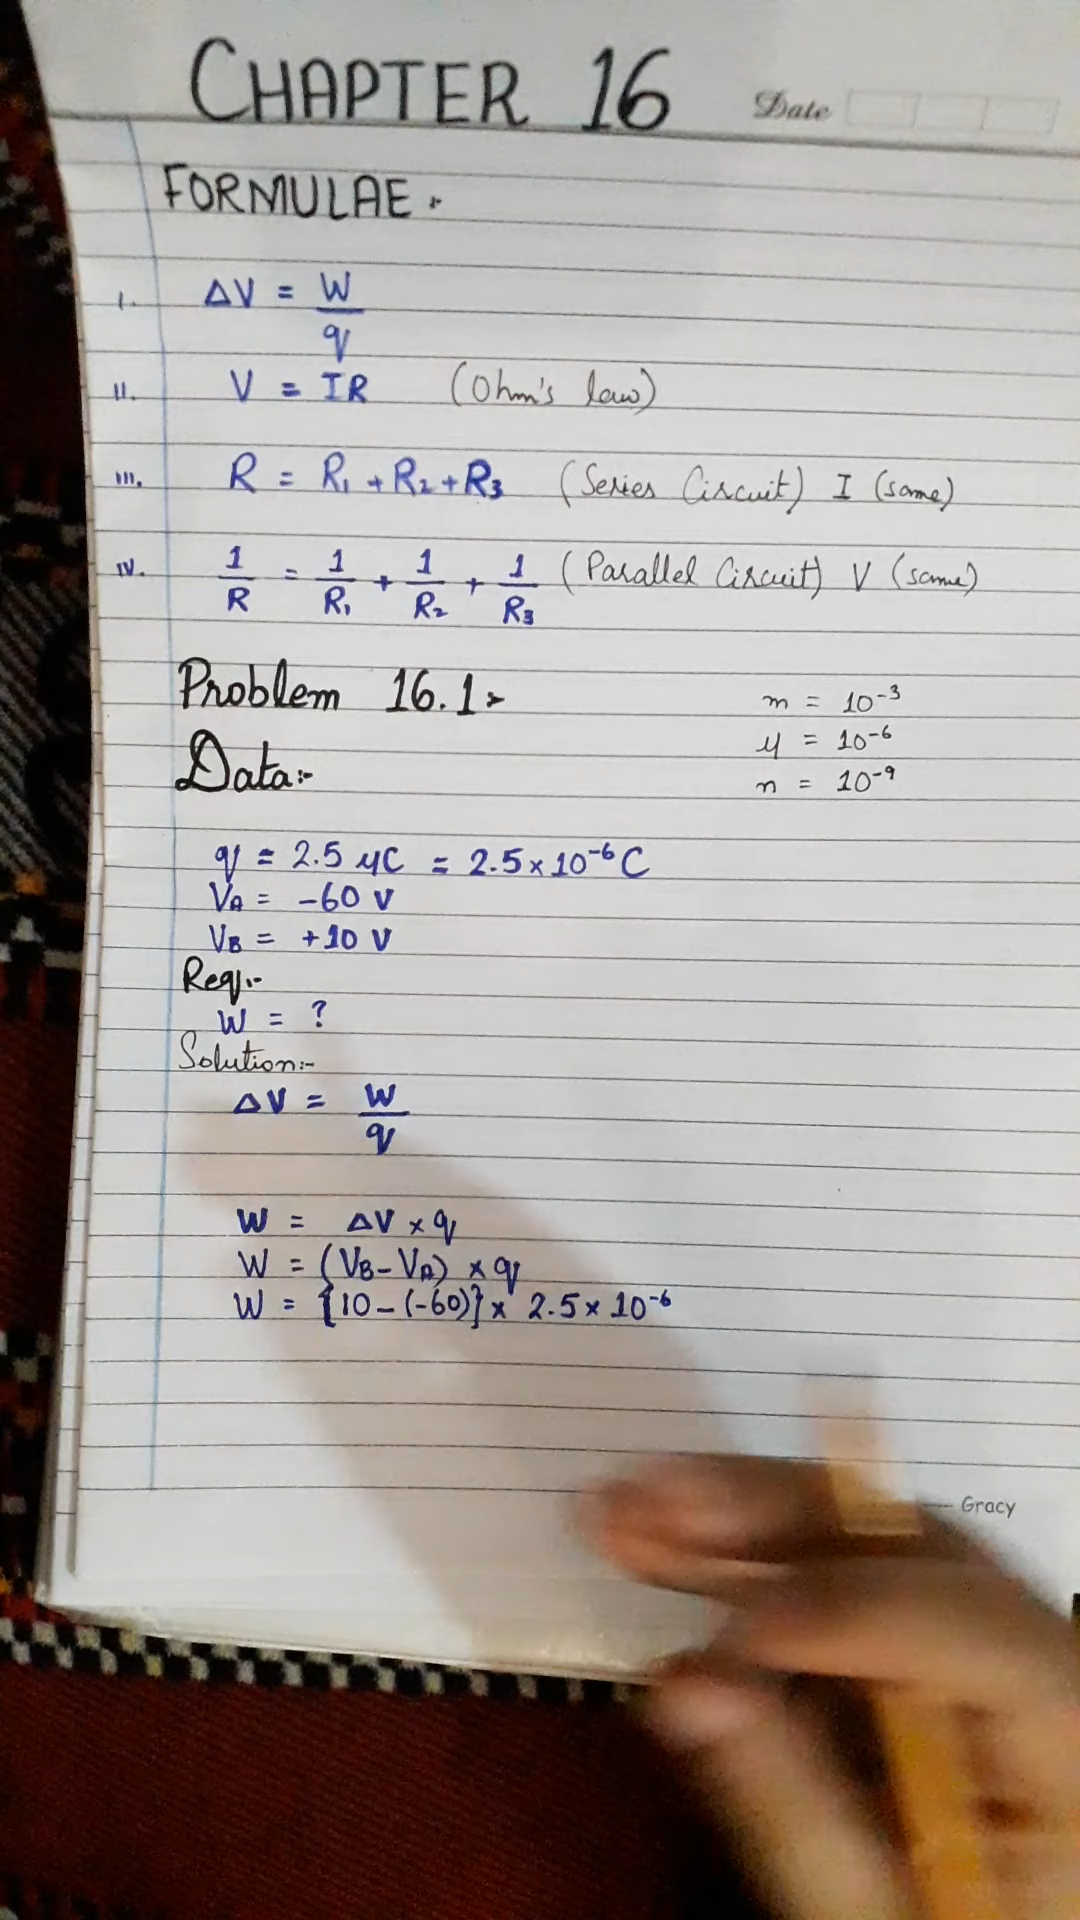 CHAPTER 16
Date
FORMULAE :-
I. ΔV = W/q
II. V = IR (Ohm's law)
III. R = R₁ + R₂ + R₃ (Series Circuit) I (same)
IV. 1/R = 1/R₁ + 1/R₂ + 1/R₃ (Parallel Circuit) V (same)
Problem 16.1:-
m = 10⁻³
μ = 10⁻⁶
n = 10⁻⁹
Data:-
q = 2.5 μC = 2.5 × 10⁻⁶ C
VA = -60 V
VB = +10 V
Req:-
W = ?
Solution:-
ΔV = W/q
W = ΔV × q
W = (VB - VA) × q
W = {10 - (-60)} × 2.5 × 10⁻⁶
Gracy